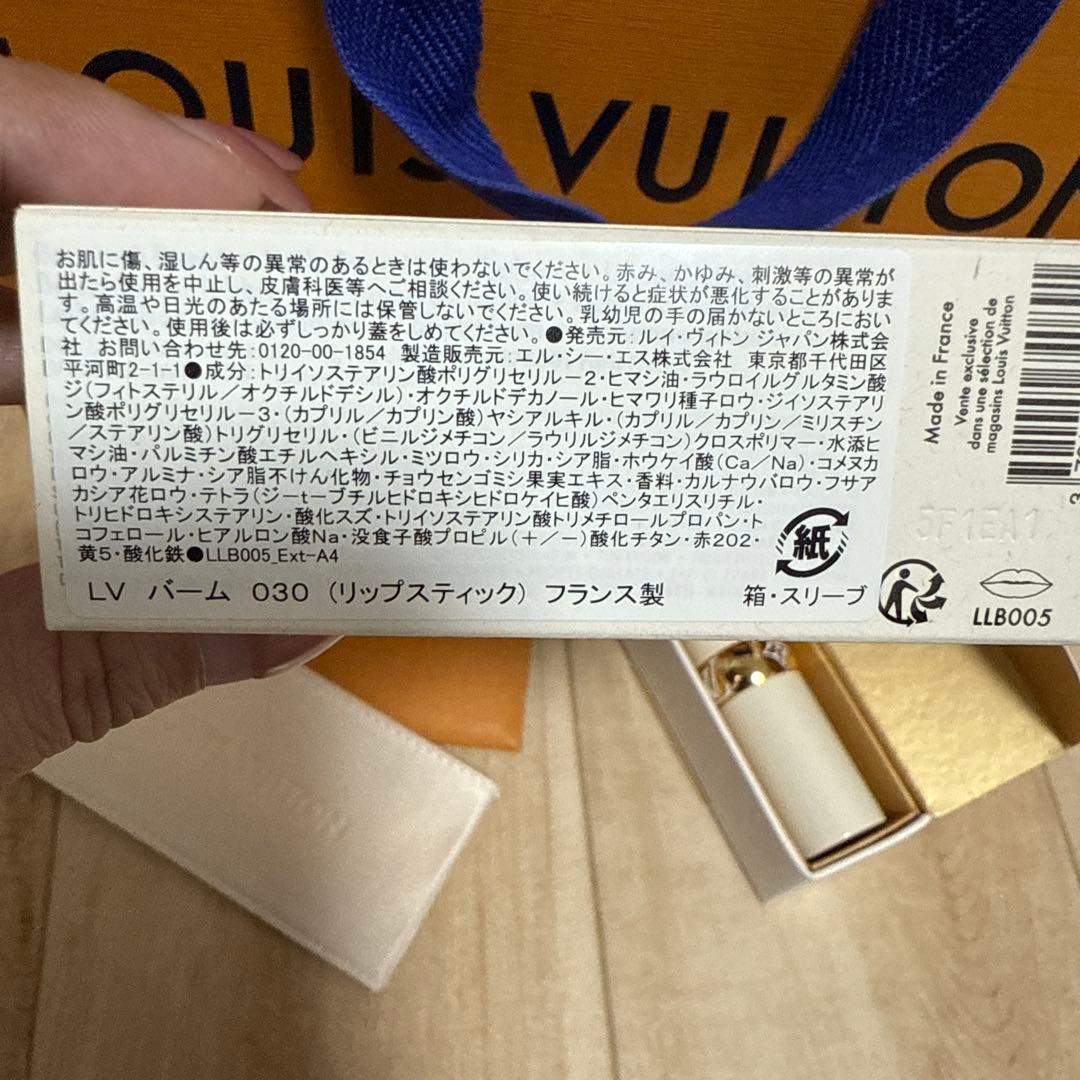 LOUIS VUITTON
お肌に傷、湿しん等の異常のあるときは使わないでください。赤み、かゆみ、刺激等の異常が
出たら使用を中止し、皮膚科医等へご相談ください。使い続けると症状が悪化することがありま
す。高温や日光のあたる場所には保管しないでください。乳幼児の手の届かないところにおい
てください。使用後は必ずしっかり蓋をしめてください。●発売元：ルイ・ヴィトン ジャパン株式会
社 お問い合わせ先：0120-00-1854 製造販売元：エル・シー・エス株式会社 東京都千代田区
平河町2-1-1●成分：トリイソステアリン酸ポリグリセリル－2・ヒマシ油・ラウロイルグルタミン酸
ジ(フィトステリル／オクチルドデシル)・オクチルドデカノール・ヒマワリ種子ロウ・ジイソステアリ
ン酸ポリグリセリル－3・(カプリル／カプリン酸)ヤシアルキル・(カプリル／カプリン／ミリスチン
／ステアリン酸)トリグリセリル・(ビニルジメチコン／ラウリルジメチコン)クロスポリマー・水添ヒ
マシ油・パルミチン酸エチルヘキシル・ミツロウ・シリカ・シア脂・ホウケイ酸(Ca／Na)・コメヌカ
ロウ・アルミナ・シア脂不けん化物・チョウセンゴミシ果実エキス・香料・カルナウバロウ・フサア
カシア花ロウ・テトラ(ジーtーブチルヒドロキシヒドロケイヒ酸)ペンタエリスリチル・
トリヒドロキシステアリン・酸化スズ・トリイソステアリン酸トリメチロールプロパン・ト
コフェロール・ヒアルロン酸Na・没食子酸プロピル(＋/－)酸化チタン・赤202・
黄5・酸化鉄●LLB005_Ext-A4
LV バーム 030 (リップスティック) フランス製
紙
箱・スリーブ
Made in France
Vente exclusive
dans une sélection de
magasins Louis Vuitton
5F1EA1
LLB005